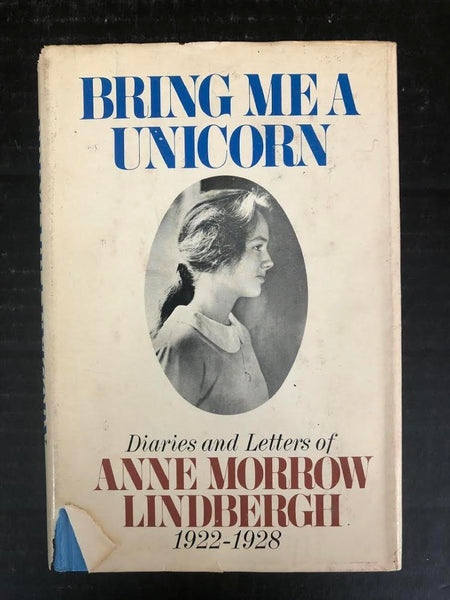 BRING ME A
UNICORN
Diaries and Letters of
ANNE MORROW
LINDBERGH
1922-1928